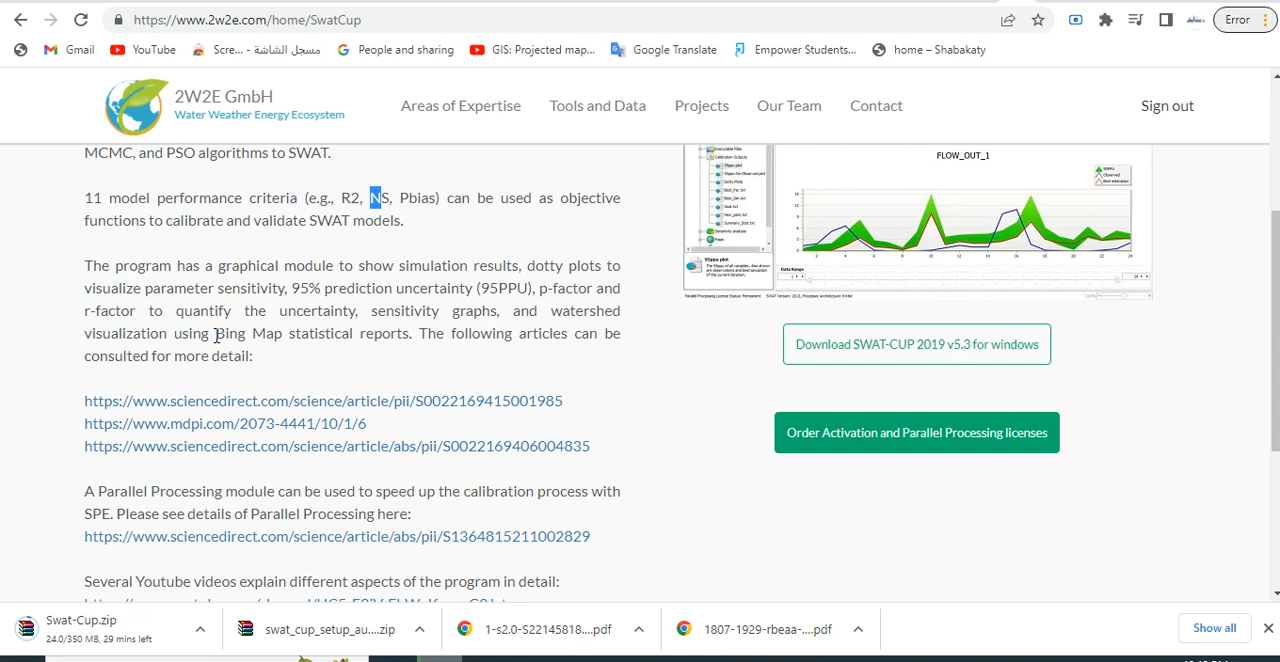 https://www.2w2e.com/home/SwatCup
Error
Gmail
YouTube
Scre... - مسجل الشاشة
People and sharing
GIS: Projected map...
Google Translate
Empower Students...
home – Shabakaty
2W2E GmbH
Water Weather Energy Ecosystem
Areas of Expertise
Tools and Data
Projects
Our Team
Contact
Sign out
MCMC, and PSO algorithms to SWAT.
11 model performance criteria (e.g., R2, NS, Pbias) can be used as objective
functions to calibrate and validate SWAT models.
The program has a graphical module to show simulation results, dotty plots to
visualize parameter sensitivity, 95% prediction uncertainty (95PPU), p-factor and
r-factor to quantify the uncertainty, sensitivity graphs, and watershed
visualization using Bing Map statistical reports. The following articles can be
consulted for more detail:
https://www.sciencedirect.com/science/article/pii/S0022169415001985
https://www.mdpi.com/2073-4441/10/1/6
https://www.sciencedirect.com/science/article/abs/pii/S0022169406004835
A Parallel Processing module can be used to speed up the calibration process with
SPE. Please see details of Parallel Processing here:
https://www.sciencedirect.com/science/article/abs/pii/S1364815211002829
Several Youtube videos explain different aspects of the program in detail:
FLOW_OUT_1
95ppu plot
Data Range
Download SWAT-CUP 2019 v5.3 for windows
Order Activation and Parallel Processing licenses
Swat-Cup.zip
24.0/350 MB, 29 mins left
swat_cup_setup_au....zip
1-s2.0-S22145818....pdf
1807-1929-rbeaa-....pdf
Show all